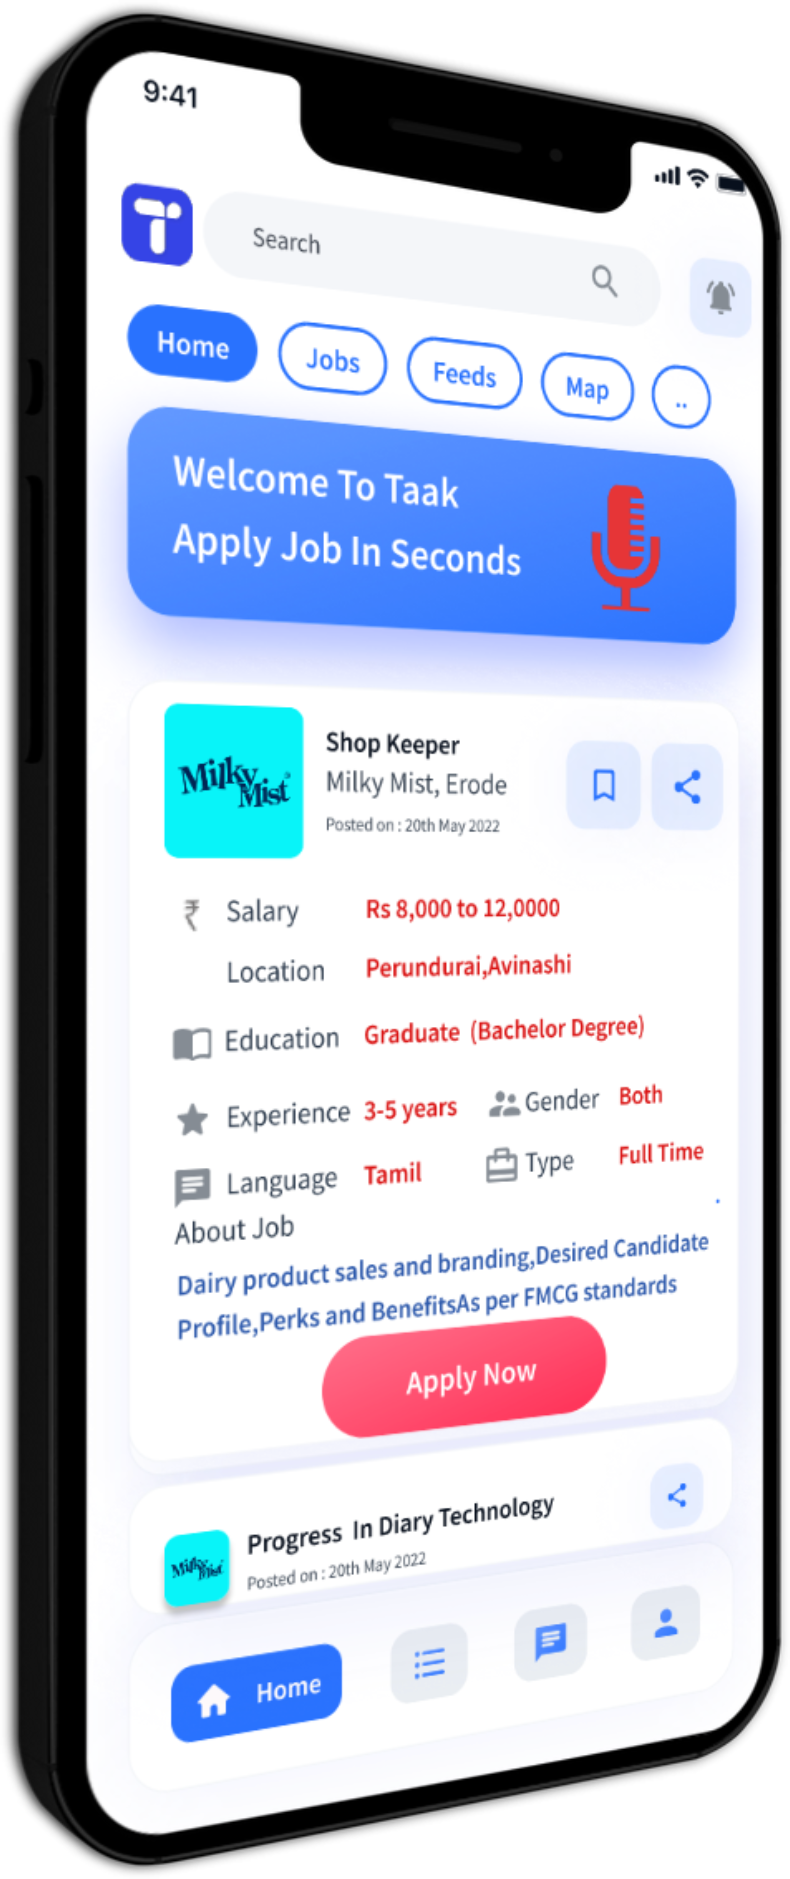 9:41
Search
Home Jobs Feeds Map ..
Welcome To Taak
Apply Job In Seconds
Milky Mist
Shop Keeper
Milky Mist, Erode
Posted on : 20th May 2022
₹ Salary Rs 8,000 to 12,0000
Location Perundurai,Avinashi
Education Graduate (Bachelor Degree)
Experience 3-5 years Gender Both
Language Tamil Type Full Time
About Job
Dairy product sales and branding,Desired Candidate
Profile,Perks and BenefitsAs per FMCG standards
Apply Now
Milky Mist
Progress In Diary Technology
Posted on : 20th May 2022
Home